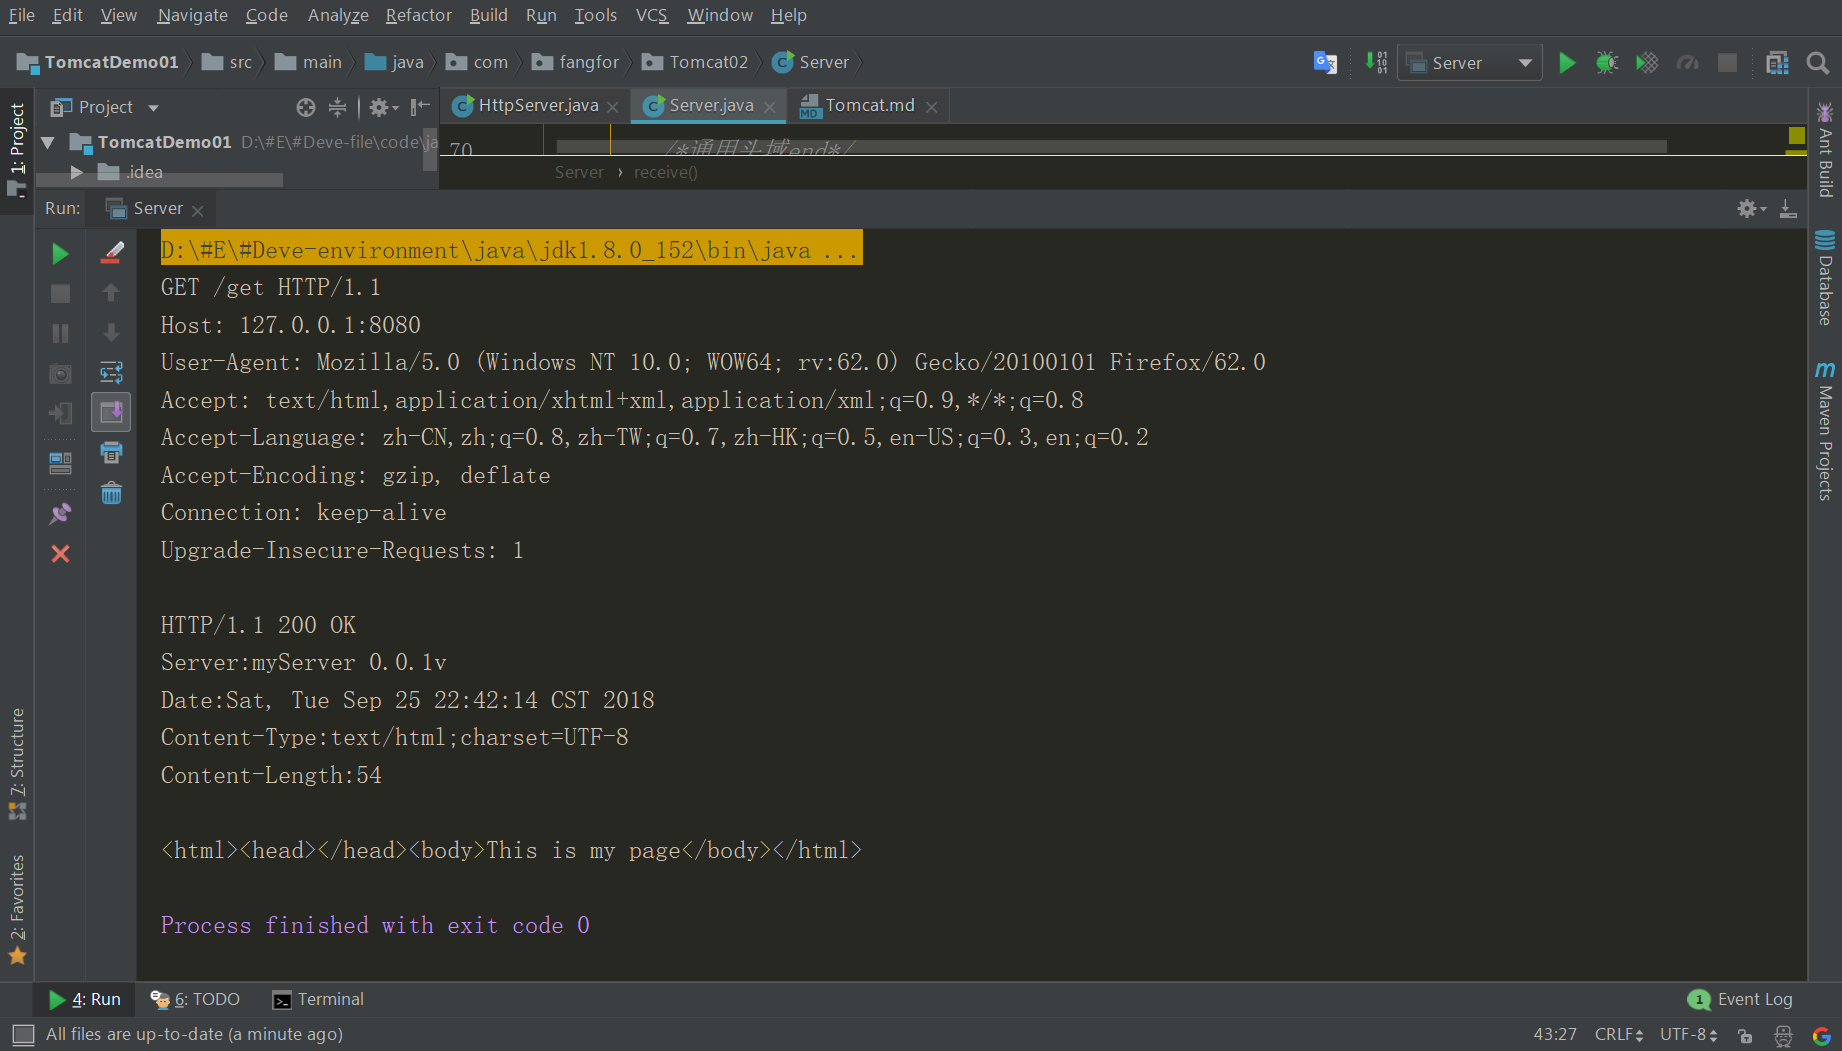 File Edit View Navigate Code Analyze Refactor Build Run Tools VCS Window Help
TomcatDemo01 src main java com fangfor Tomcat02 Server
Server
Project
HttpServer.java Server.java Tomcat.md
TomcatDemo01 D:\#E\#Deve-file\code\ja
.idea
70 /*通用头域end*/
Server › receive()
Run: Server
D:\#E\#Deve-environment\java\jdk1.8.0_152\bin\java ...
GET /get HTTP/1.1
Host: 127.0.0.1:8080
User-Agent: Mozilla/5.0 (Windows NT 10.0; WOW64; rv:62.0) Gecko/20100101 Firefox/62.0
Accept: text/html,application/xhtml+xml,application/xml;q=0.9,*/*;q=0.8
Accept-Language: zh-CN,zh;q=0.8,zh-TW;q=0.7,zh-HK;q=0.5,en-US;q=0.3,en;q=0.2
Accept-Encoding: gzip, deflate
Connection: keep-alive
Upgrade-Insecure-Requests: 1
HTTP/1.1 200 OK
Server:myServer 0.0.1v
Date:Sat, Tue Sep 25 22:42:14 CST 2018
Content-Type:text/html;charset=UTF-8
Content-Length:54
<html><head></head><body>This is my page</body></html>
Process finished with exit code 0
1: Project
7: Structure
2: Favorites
Ant Build
Database
Maven Projects
4: Run 6: TODO Terminal
1 Event Log
All files are up-to-date (a minute ago)
43:27 CRLF UTF-8